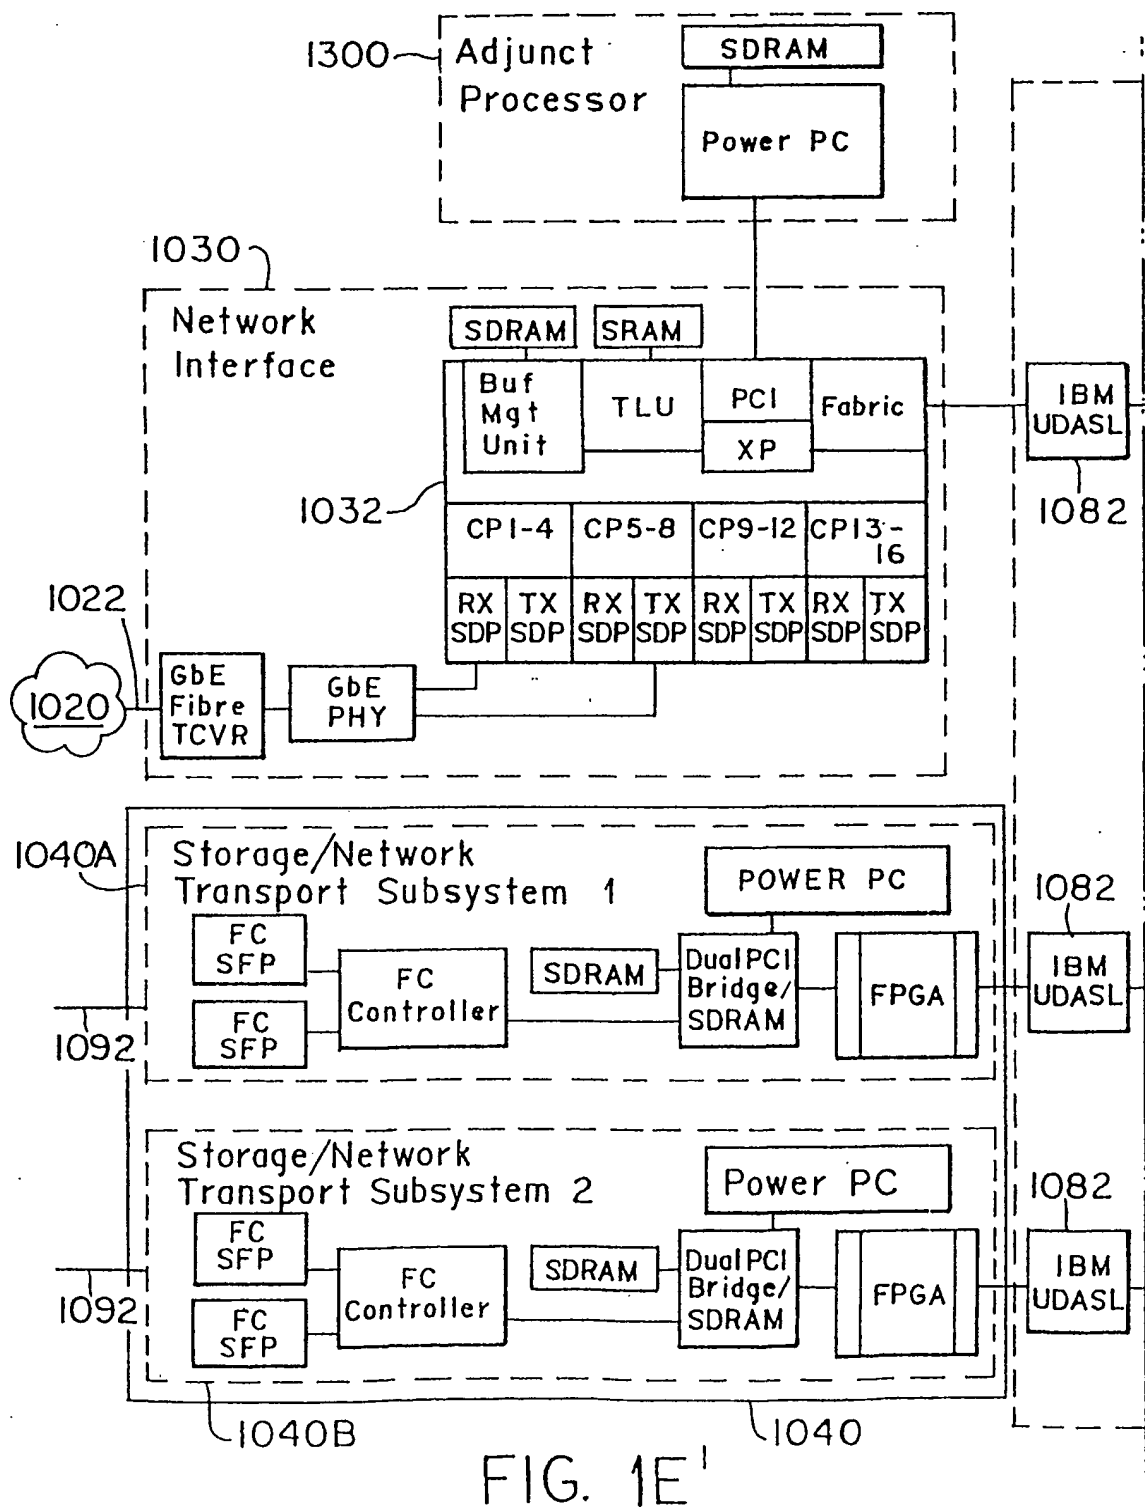 1300
Adjunct
Processor
SDRAM
Power PC
1030
Network
Interface
SDRAM
SRAM
Buf
Mgt
Unit
TLU
PCI
XP
Fabric
IBM
UDASL
1082
1032
CP1-4
CP5-8
CP9-12
CP13-
16
RX
SDP
TX
SDP
RX
SDP
TX
SDP
RX
SDP
TX
SDP
RX
SDP
TX
SDP
1022
1020
GbE
Fibre
TCVR
GbE
PHY
1040A
Storage/Network
Transport Subsystem 1
POWER PC
FC
SFP
FC
SFP
FC
Controller
SDRAM
Dual PCI
Bridge/
SDRAM
FPGA
1082
IBM
UDASL
1092
Storage/Network
Transport Subsystem 2
Power PC
FC
SFP
FC
SFP
FC
Controller
SDRAM
Dual PCI
Bridge/
SDRAM
FPGA
1082
IBM
UDASL
1092
1040B
1040
FIG. 1E'